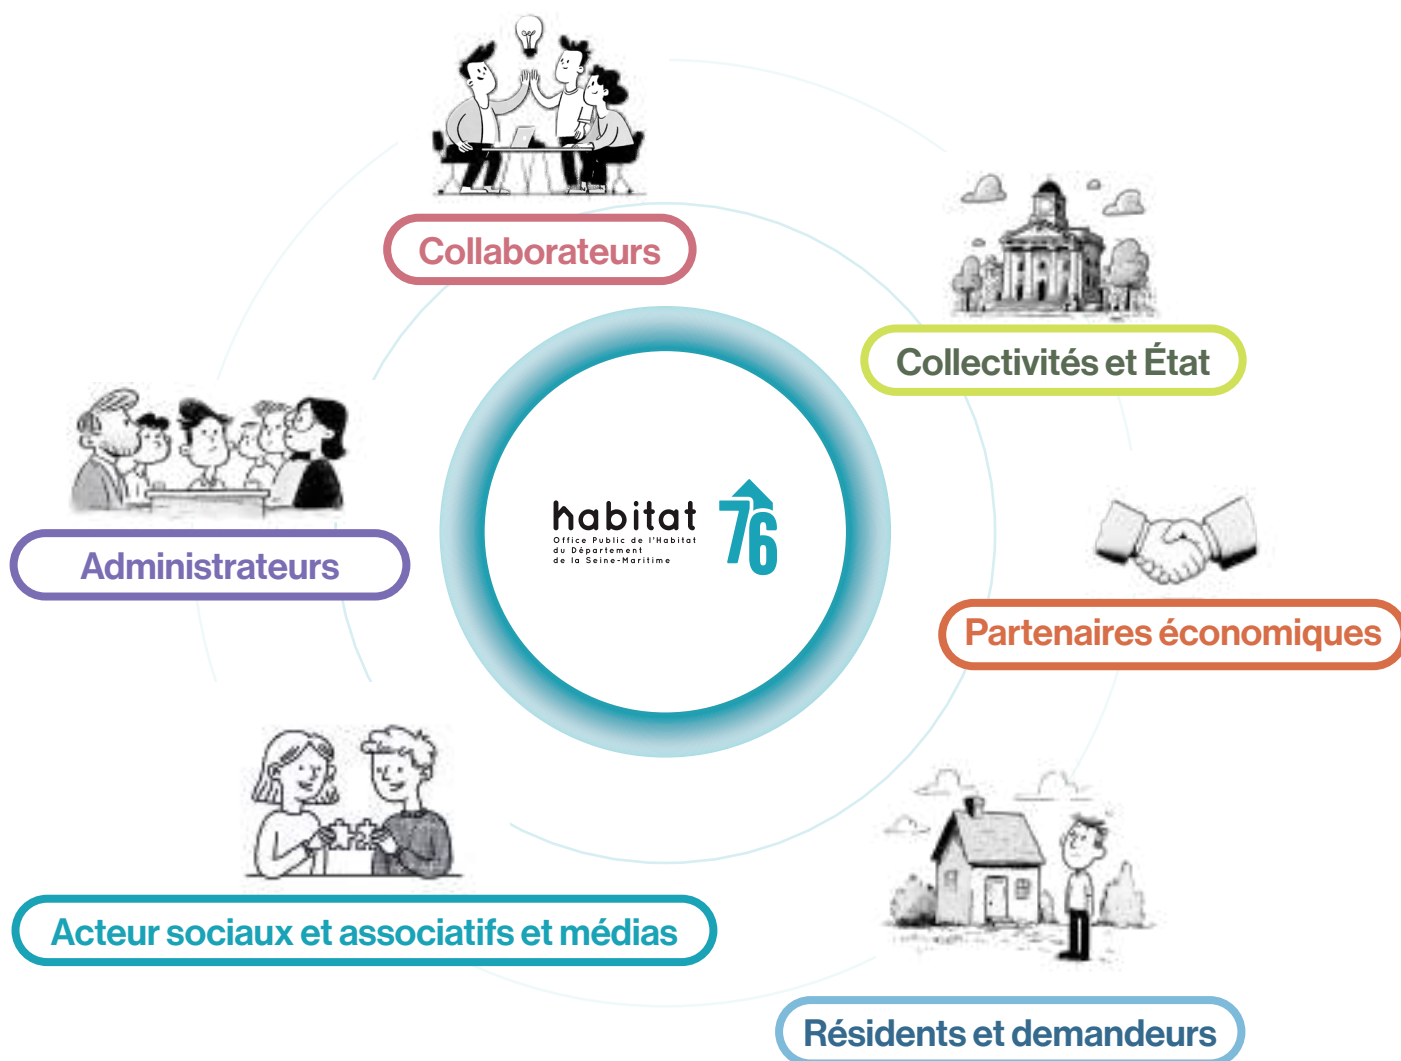 Collaborateurs
Collectivités et État
habitat 76
Office Public de l'Habitat
du Département
de la Seine-Maritime
Administrateurs
Partenaires économiques
Acteur sociaux et associatifs et médias
Résidents et demandeurs